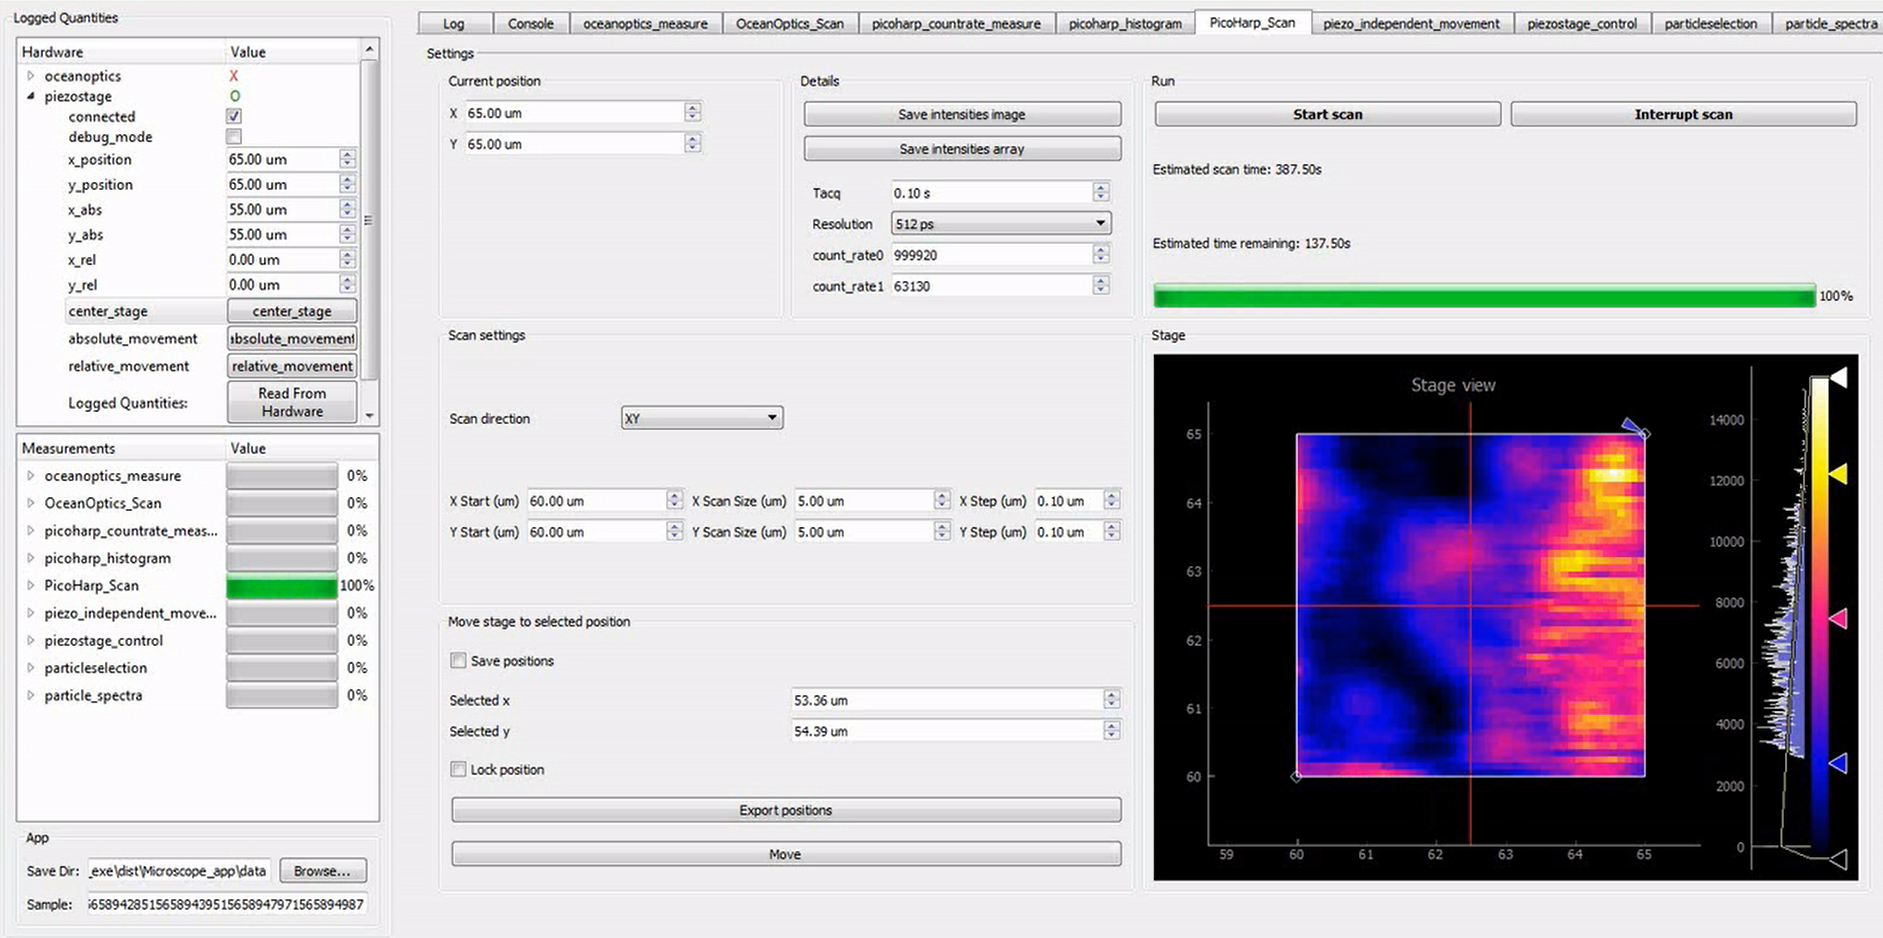 Logged Quantities
Hardware Value
oceanoptics X
piezostage O
connected
debug_mode
x_position 65.00 um
y_position 65.00 um
x_abs 55.00 um
y_abs 55.00 um
x_rel 0.00 um
y_rel 0.00 um
center_stage center_stage
absolute_movement absolute_movement
relative_movement relative_movement
Logged Quantities: Read From
Hardware
Measurements Value
oceanoptics_measure 0%
OceanOptics_Scan 0%
picoharp_countrate_meas... 0%
picoharp_histogram 0%
PicoHarp_Scan 100%
piezo_independent_move... 0%
piezostage_control 0%
particleselection 0%
particle_spectra 0%
App
Save Dir: _exe\dist\Microscope_app\data Browse...
Sample:
Log Console oceanoptics_measure OceanOptics_Scan picoharp_countrate_measure picoharp_histogram PicoHarp_Scan piezo_independent_movement piezostage_control particleselection particle_spectra
Settings
Current position
X 65.00 um
Y 65.00 um
Details
Save intensities image
Save intensities array
Tacq 0.10 s
Resolution 512 ps
count_rate0 999920
count_rate1 63130
Run
Start scan Interrupt scan
Estimated scan time: 387.50s
Estimated time remaining: 137.50s
100%
Scan settings
Scan direction XY
X Start (um) 60.00 um X Scan Size (um) 5.00 um X Step (um) 0.10 um
Y Start (um) 60.00 um Y Scan Size (um) 5.00 um Y Step (um) 0.10 um
Move stage to selected position
Save positions
Selected x 53.36 um
Selected y 54.39 um
Lock position
Export positions
Move
Stage
Stage view
65
64
63
62
61
60
59 60 61 62 63 64 65
14000
12000
10000
8000
6000
4000
2000
0